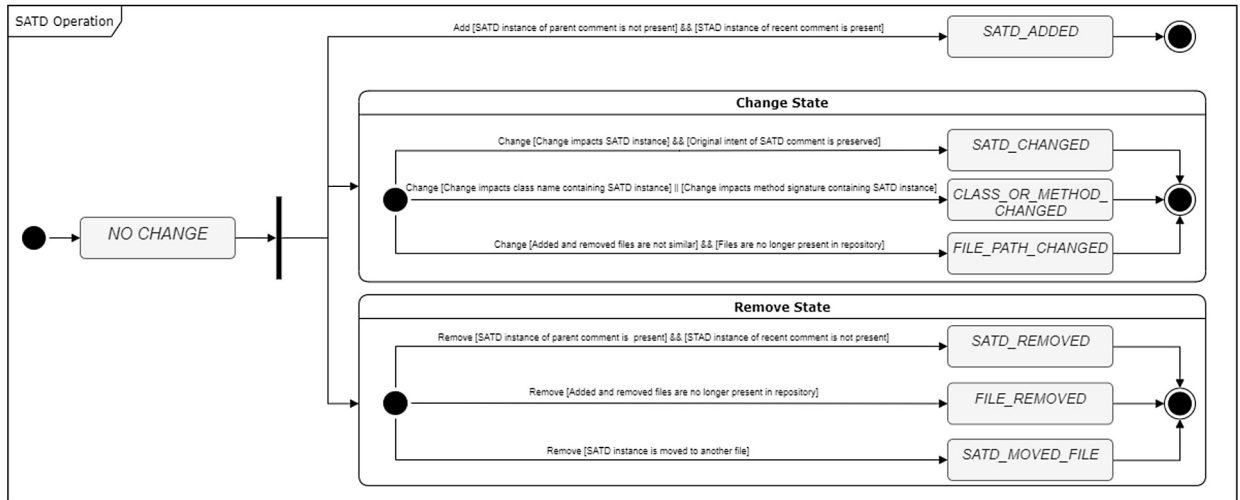 SATD Operation
Add [SATD instance of parent comment is not present] && [STAD instance of recent comment is present]
SATD_ADDED
Change State
Change [Change impacts SATD instance] && [Original intent of SATD comment is preserved]
SATD_CHANGED
Change [Change impacts class name containing SATD instance] || [Change impacts method signature containing SATD instance]
CLASS_OR_METHOD_
CHANGED
NO CHANGE
Change [Added and removed files are not similar] && [Files are no longer present in repository]
FILE_PATH_CHANGED
Remove State
Remove [SATD instance of parent comment is  present] && [STAD instance of recent comment is not present]
SATD_REMOVED
Remove [Added and removed files are no longer present in repository]
FILE_REMOVED
Remove [SATD instance is moved to another file]
SATD_MOVED_FILE